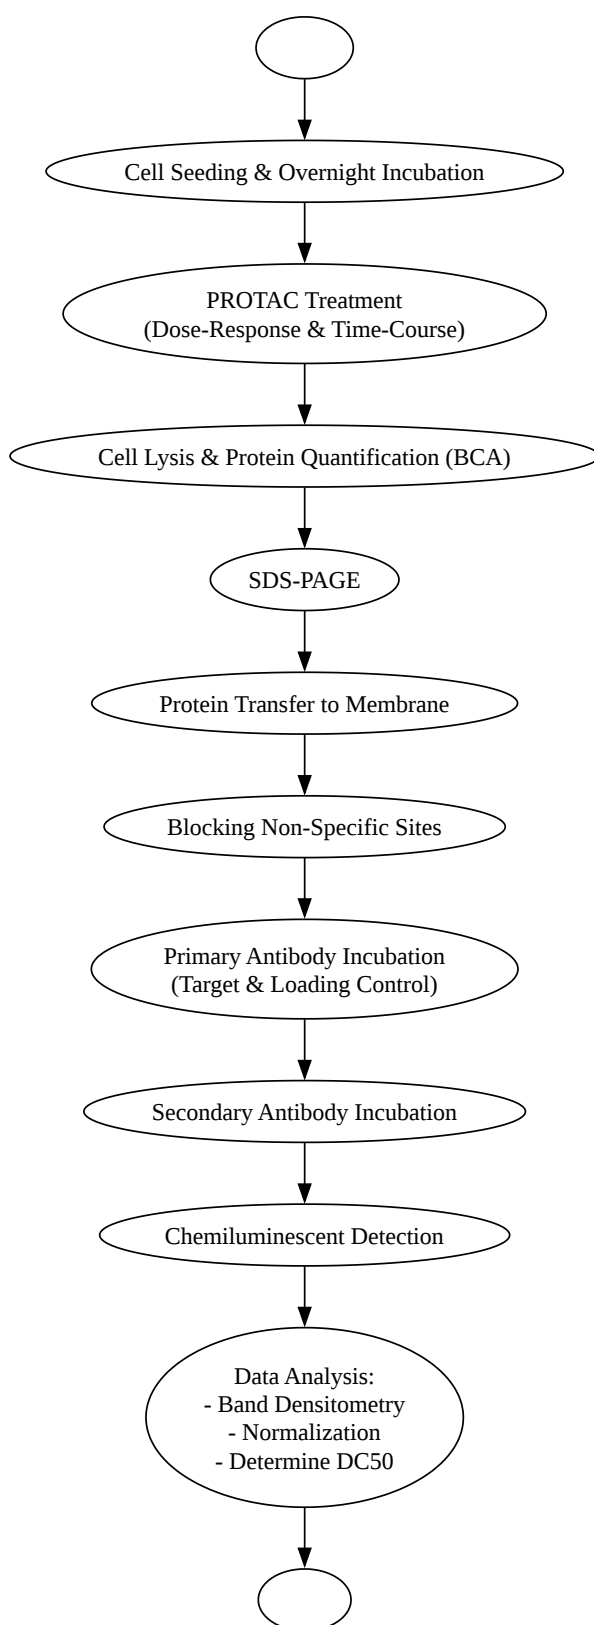 Cell Seeding & Overnight Incubation
PROTAC Treatment
(Dose-Response & Time-Course)
Cell Lysis & Protein Quantification (BCA)
SDS-PAGE
Protein Transfer to Membrane
Blocking Non-Specific Sites
Primary Antibody Incubation
(Target & Loading Control)
Secondary Antibody Incubation
Chemiluminescent Detection
Data Analysis:
- Band Densitometry
- Normalization
- Determine DC50